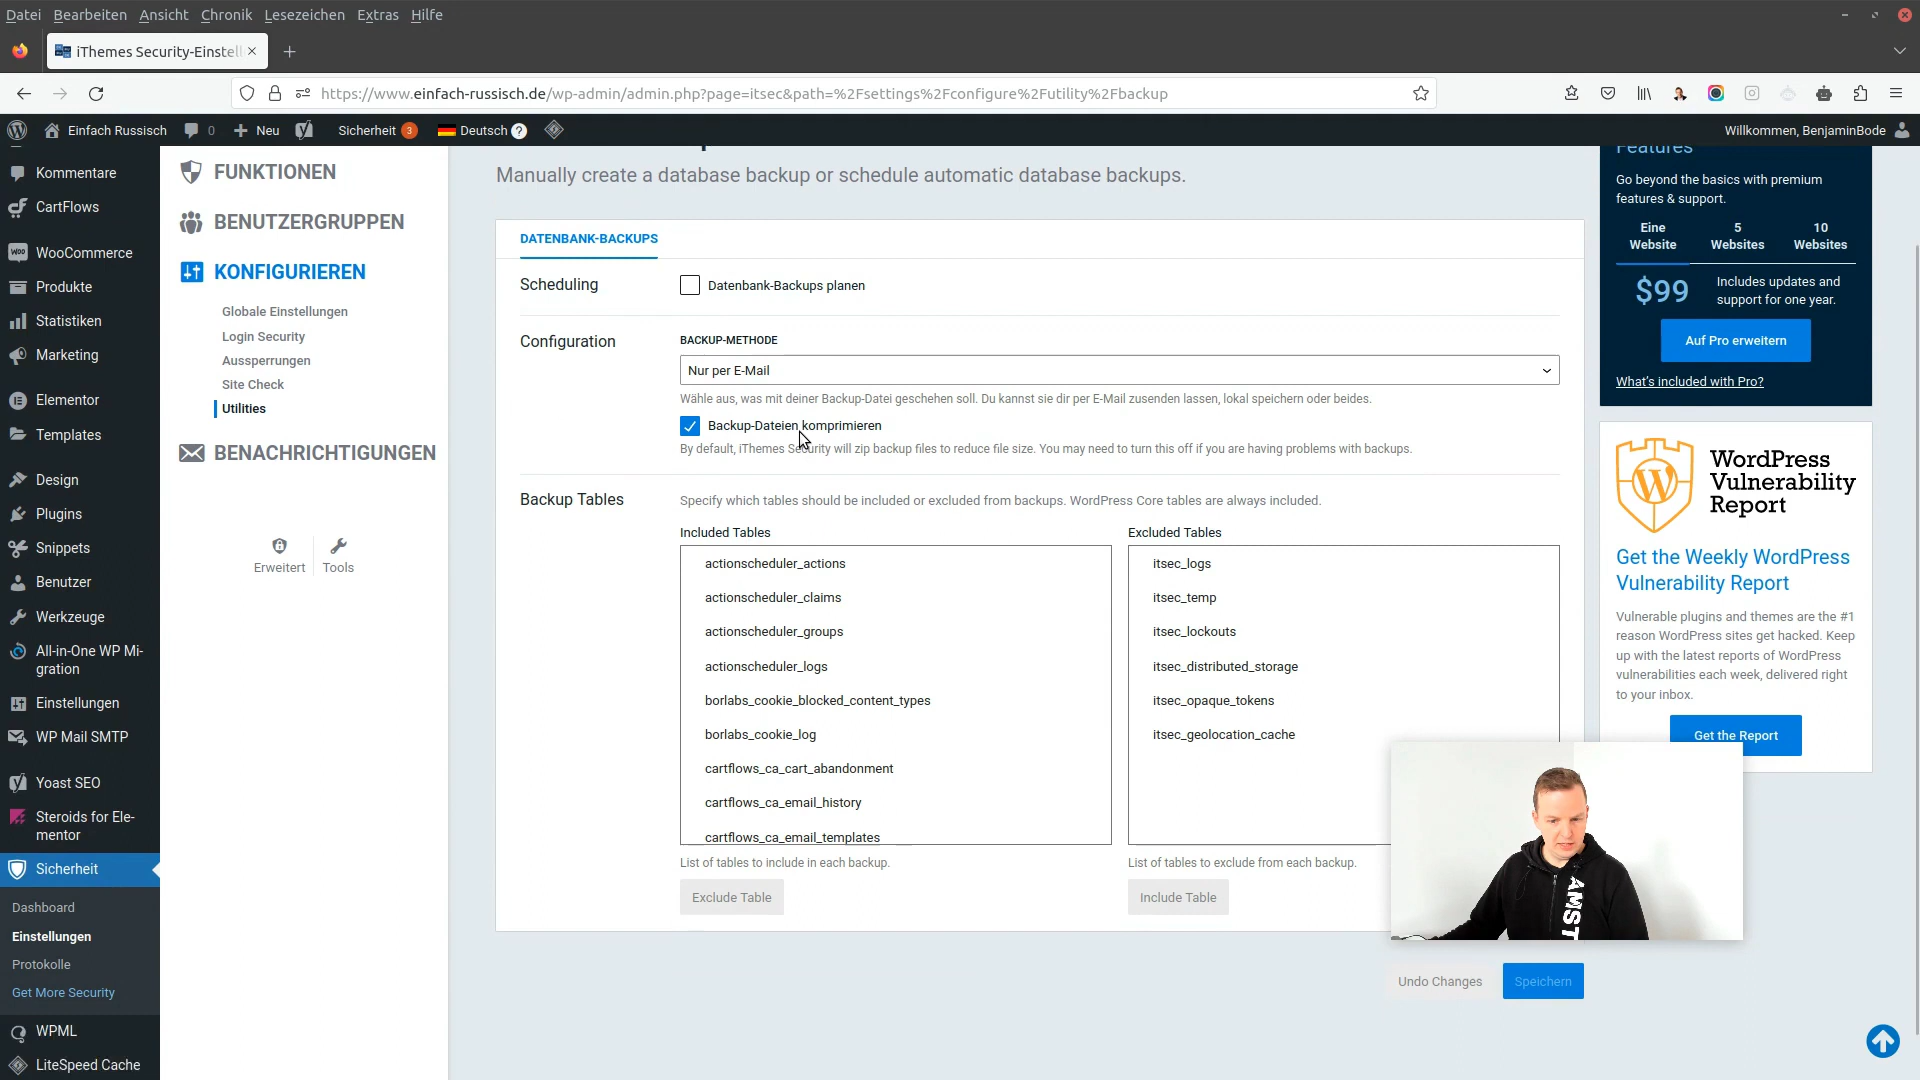 Datei Bearbeiten Ansicht Chronik Lesezeichen Extras Hilfe
iThemes Security-Einstell
https://www.einfach-russisch.de/wp-admin/admin.php?page=itsec&path=%2Fsettings%2Fconfigure%2Futility%2Fbackup
Einfach Russisch 0 Neu Sicherheit 3 Deutsch ? Willkommen, BenjaminBode
Kommentare
CartFlows
WooCommerce
Produkte
Statistiken
Marketing
Elementor
Templates
Design
Plugins
Snippets
Benutzer
Werkzeuge
All-in-One WP Mi-
gration
Einstellungen
WP Mail SMTP
Yoast SEO
Steroids for Ele-
mentor
Sicherheit
Dashboard
Einstellungen
Protokolle
Get More Security
WPML
LiteSpeed Cache
FUNKTIONEN
BENUTZERGRUPPEN
KONFIGURIEREN
Globale Einstellungen
Login Security
Aussperrungen
Site Check
Utilities
BENACHRICHTIGUNGEN
Erweitert Tools
Manually create a database backup or schedule automatic database backups.
DATENBANK-BACKUPS
Scheduling Datenbank-Backups planen
Configuration BACKUP-METHODE
Nur per E-Mail
Wähle aus, was mit deiner Backup-Datei geschehen soll. Du kannst sie dir per E-Mail zusenden lassen, lokal speichern oder beides.
Backup-Dateien komprimieren
By default, iThemes Security will zip backup files to reduce file size. You may need to turn this off if you are having problems with backups.
Backup Tables Specify which tables should be included or excluded from backups. WordPress Core tables are always included.
Included Tables
actionscheduler_actions
actionscheduler_claims
actionscheduler_groups
actionscheduler_logs
borlabs_cookie_blocked_content_types
borlabs_cookie_log
cartflows_ca_cart_abandonment
cartflows_ca_email_history
cartflows_ca_email_templates
List of tables to include in each backup.
Exclude Table
Excluded Tables
itsec_logs
itsec_temp
itsec_lockouts
itsec_distributed_storage
itsec_opaque_tokens
itsec_geolocation_cache
List of tables to exclude from each backup.
Include Table
Undo Changes Speichern
Features
Go beyond the basics with premium
features & support.
Eine
Website
5
Websites
10
Websites
$99
Includes updates and
support for one year.
Auf Pro erweitern
What's included with Pro?
WordPress
Vulnerability
Report
Get the Weekly WordPress
Vulnerability Report
Vulnerable plugins and themes are the #1
reason WordPress sites get hacked. Keep
up with the latest reports of WordPress
vulnerabilities each week, delivered right
to your inbox.
Get the Report
AMST